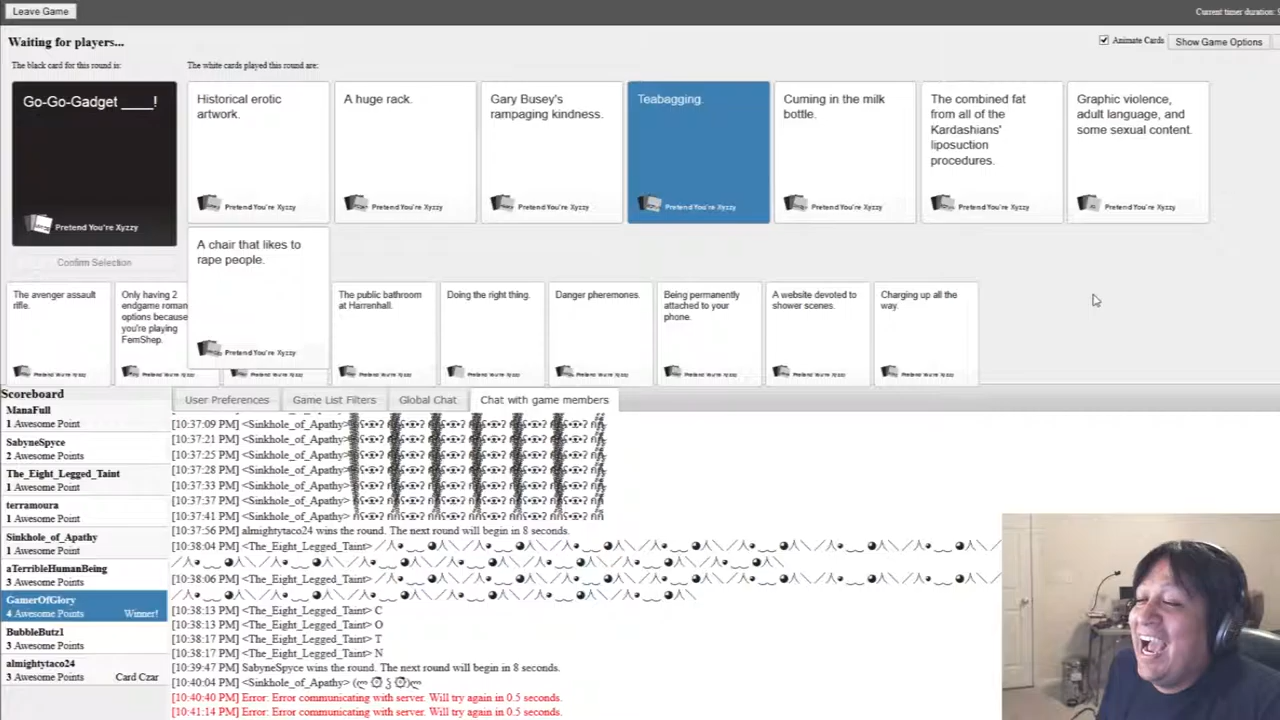 Leave Game
Current timer duration:
Waiting for players...
Animate Cards
Show Game Options
The black card for this round is:
The white cards played this round are:
Go-Go-Gadget ____!
Pretend You're Xyzzy
Confirm Selection
Historical erotic
artwork.
Pretend You're Xyzzy
A huge rack.
Pretend You're Xyzzy
Gary Busey's
rampaging kindness.
Pretend You're Xyzzy
Teabagging.
Pretend You're Xyzzy
Cuming in the milk
bottle.
Pretend You're Xyzzy
The combined fat
from all of the
Kardashians'
liposuction
procedures.
Pretend You're Xyzzy
Graphic violence,
adult language, and
some sexual content.
Pretend You're Xyzzy
A chair that likes to
rape people.
Pretend You're Xyzzy
The avenger assault
rifle.
Only having 2
endgame roman
options because
you're playing
FemShep.
The public bathroom
at Harrenhall.
Doing the right thing.
Danger pheremones.
Being permanently
attached to your
phone.
A website devoted to
shower scenes.
Charging up all the
way.
Scoreboard
ManaFull
1 Awesome Point
SabyneSpyce
2 Awesome Points
The_Eight_Legged_Taint
1 Awesome Point
terramoura
1 Awesome Point
Sinkhole_of_Apathy
1 Awesome Point
aTerribleHumanBeing
3 Awesome Points
GamerOfGlory
4 Awesome Points Winner!
BubbleButz1
3 Awesome Points
almightytaco24
3 Awesome Points Card Czar
User Preferences
Game List Filters
Global Chat
Chat with game members
[10:37:09 PM] <Sinkhole_of_Apathy>
[10:37:21 PM] <Sinkhole_of_Apathy>
[10:37:25 PM] <Sinkhole_of_Apathy>
[10:37:28 PM] <Sinkhole_of_Apathy>
[10:37:33 PM] <Sinkhole_of_Apathy>
[10:37:37 PM] <Sinkhole_of_Apathy>
[10:37:41 PM] <Sinkhole_of_Apathy>
[10:37:56 PM] almightytaco24 wins the round. The next round will begin in 8 seconds.
[10:38:04 PM] <The_Eight_Legged_Taint>
[10:38:06 PM] <The_Eight_Legged_Taint>
[10:38:13 PM] <The_Eight_Legged_Taint> C
[10:38:13 PM] <The_Eight_Legged_Taint> O
[10:38:17 PM] <The_Eight_Legged_Taint> T
[10:38:17 PM] <The_Eight_Legged_Taint> N
[10:39:47 PM] SabyneSpyce wins the round. The next round will begin in 8 seconds.
[10:40:04 PM] <Sinkhole_of_Apathy>
[10:40:40 PM] Error: Error communicating with server. Will try again in 0.5 seconds.
[10:41:14 PM] Error: Error communicating with server. Will try again in 0.5 seconds.